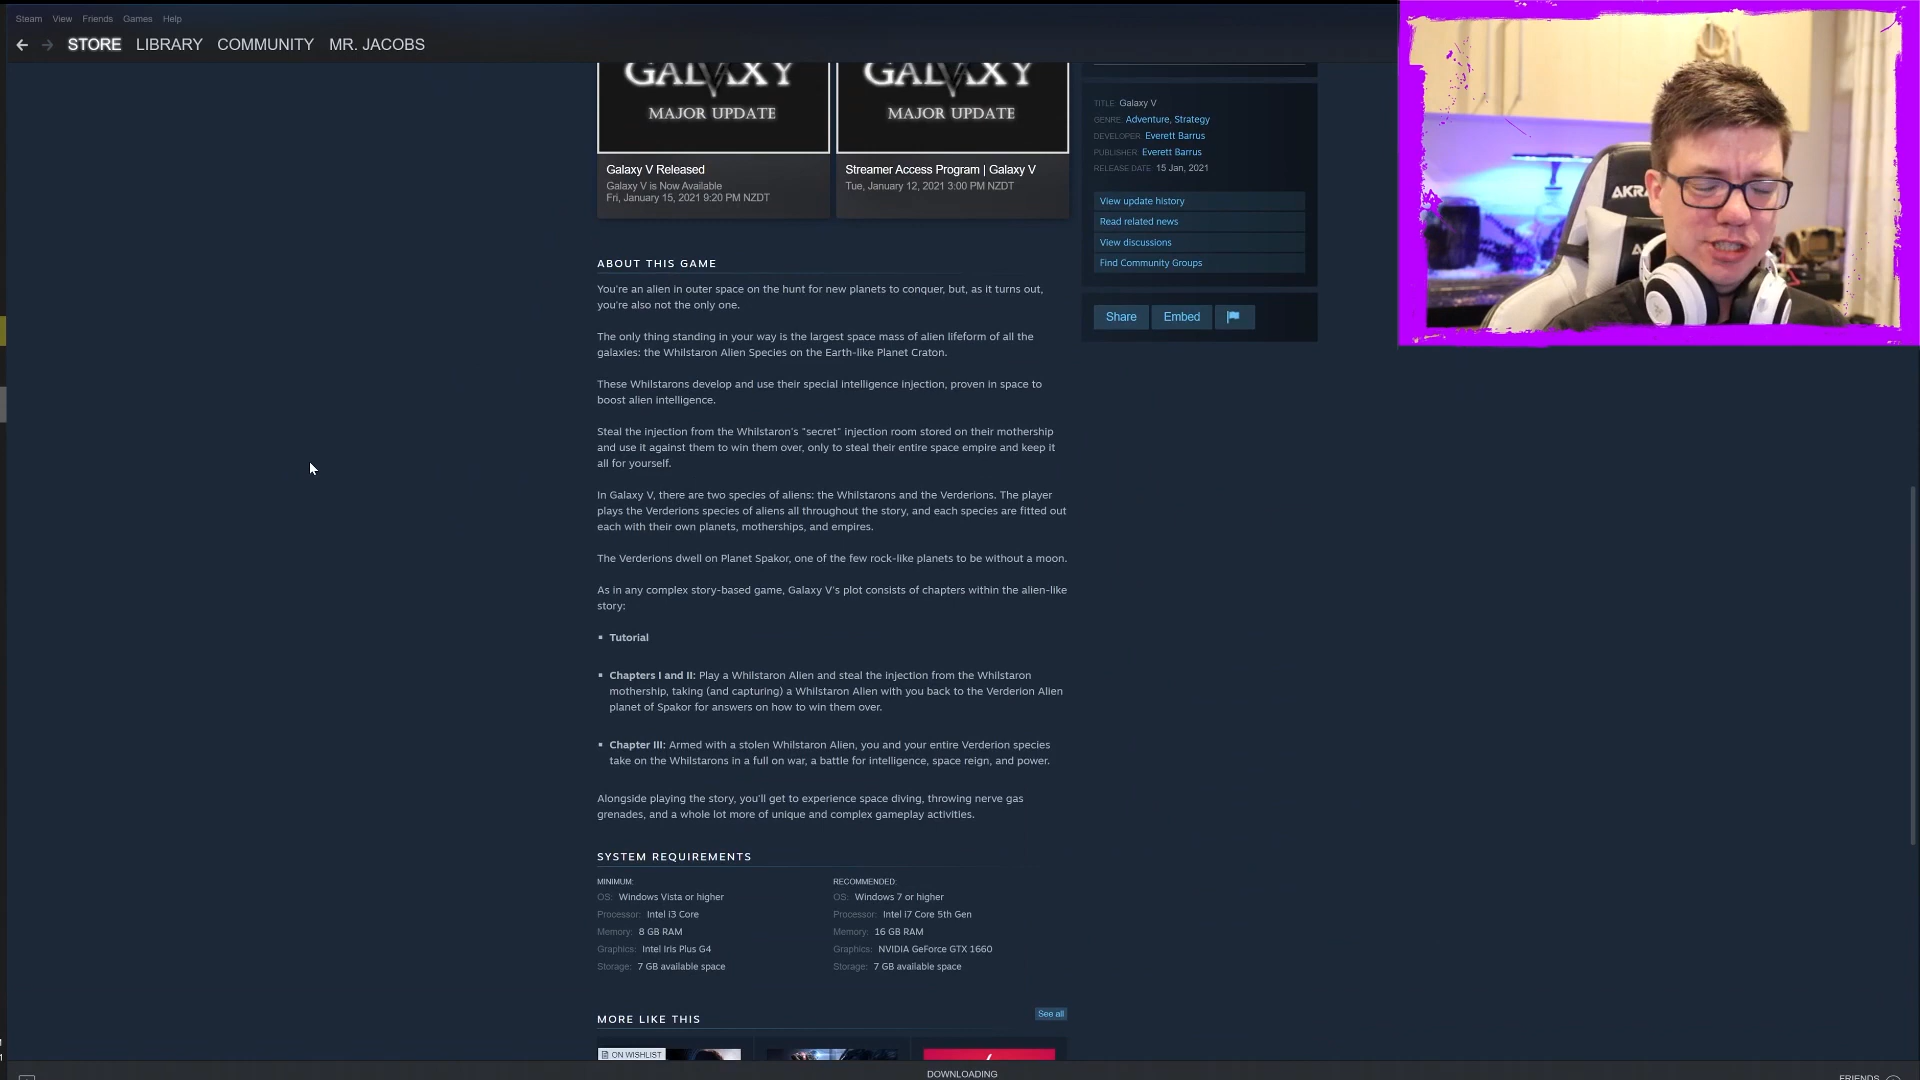 Steam View Friends Games Help
STORE LIBRARY COMMUNITY MR. JACOBS
GALAXY
MAJOR UPDATE
Galaxy V Released
Galaxy V is Now Available
Fri, January 15, 2021 9:20 PM NZDT
GALAXY
MAJOR UPDATE
Streamer Access Program | Galaxy V
Tue, January 12, 2021 3:00 PM NZDT
TITLE: Galaxy V
GENRE: Adventure, Strategy
DEVELOPER: Everett Barrus
PUBLISHER: Everett Barrus
RELEASE DATE: 15 Jan, 2021
View update history
Read related news
View discussions
Find Community Groups
Share Embed
ABOUT THIS GAME
You're an alien in outer space on the hunt for new planets to conquer, but, as it turns out,
you're also not the only one.
The only thing standing in your way is the largest space mass of alien lifeform of all the
galaxies: the Whilstaron Alien Species on the Earth-like Planet Craton.
These Whilstarons develop and use their special intelligence injection, proven in space to
boost alien intelligence.
Steal the injection from the Whilstaron's "secret" injection room stored on their mothership
and use it against them to win them over, only to steal their entire space empire and keep it
all for yourself.
In Galaxy V, there are two species of aliens: the Whilstarons and the Verderions. The player
plays the Verderions species of aliens all throughout the story, and each species are fitted out
each with their own planets, motherships, and empires.
The Verderions dwell on Planet Spakor, one of the few rock-like planets to be without a moon.
As in any complex story-based game, Galaxy V's plot consists of chapters within the alien-like
story:
▪ Tutorial
▪ Chapters I and II: Play a Whilstaron Alien and steal the injection from the Whilstaron
mothership, taking (and capturing) a Whilstaron Alien with you back to the Verderion Alien
planet of Spakor for answers on how to win them over.
▪ Chapter III: Armed with a stolen Whilstaron Alien, you and your entire Verderion species
take on the Whilstarons in a full on war, a battle for intelligence, space reign, and power.
Alongside playing the story, you'll get to experience space diving, throwing nerve gas
grenades, and a whole lot more of unique and complex gameplay activities.
SYSTEM REQUIREMENTS
MINIMUM:
OS: Windows Vista or higher
Processor: Intel i3 Core
Memory: 8 GB RAM
Graphics: Intel Iris Plus G4
Storage: 7 GB available space
RECOMMENDED:
OS: Windows 7 or higher
Processor: Intel i7 Core 5th Gen
Memory: 16 GB RAM
Graphics: NVIDIA GeForce GTX 1660
Storage: 7 GB available space
MORE LIKE THIS
See all
ON WISHLIST
DOWNLOADING
FRIENDS